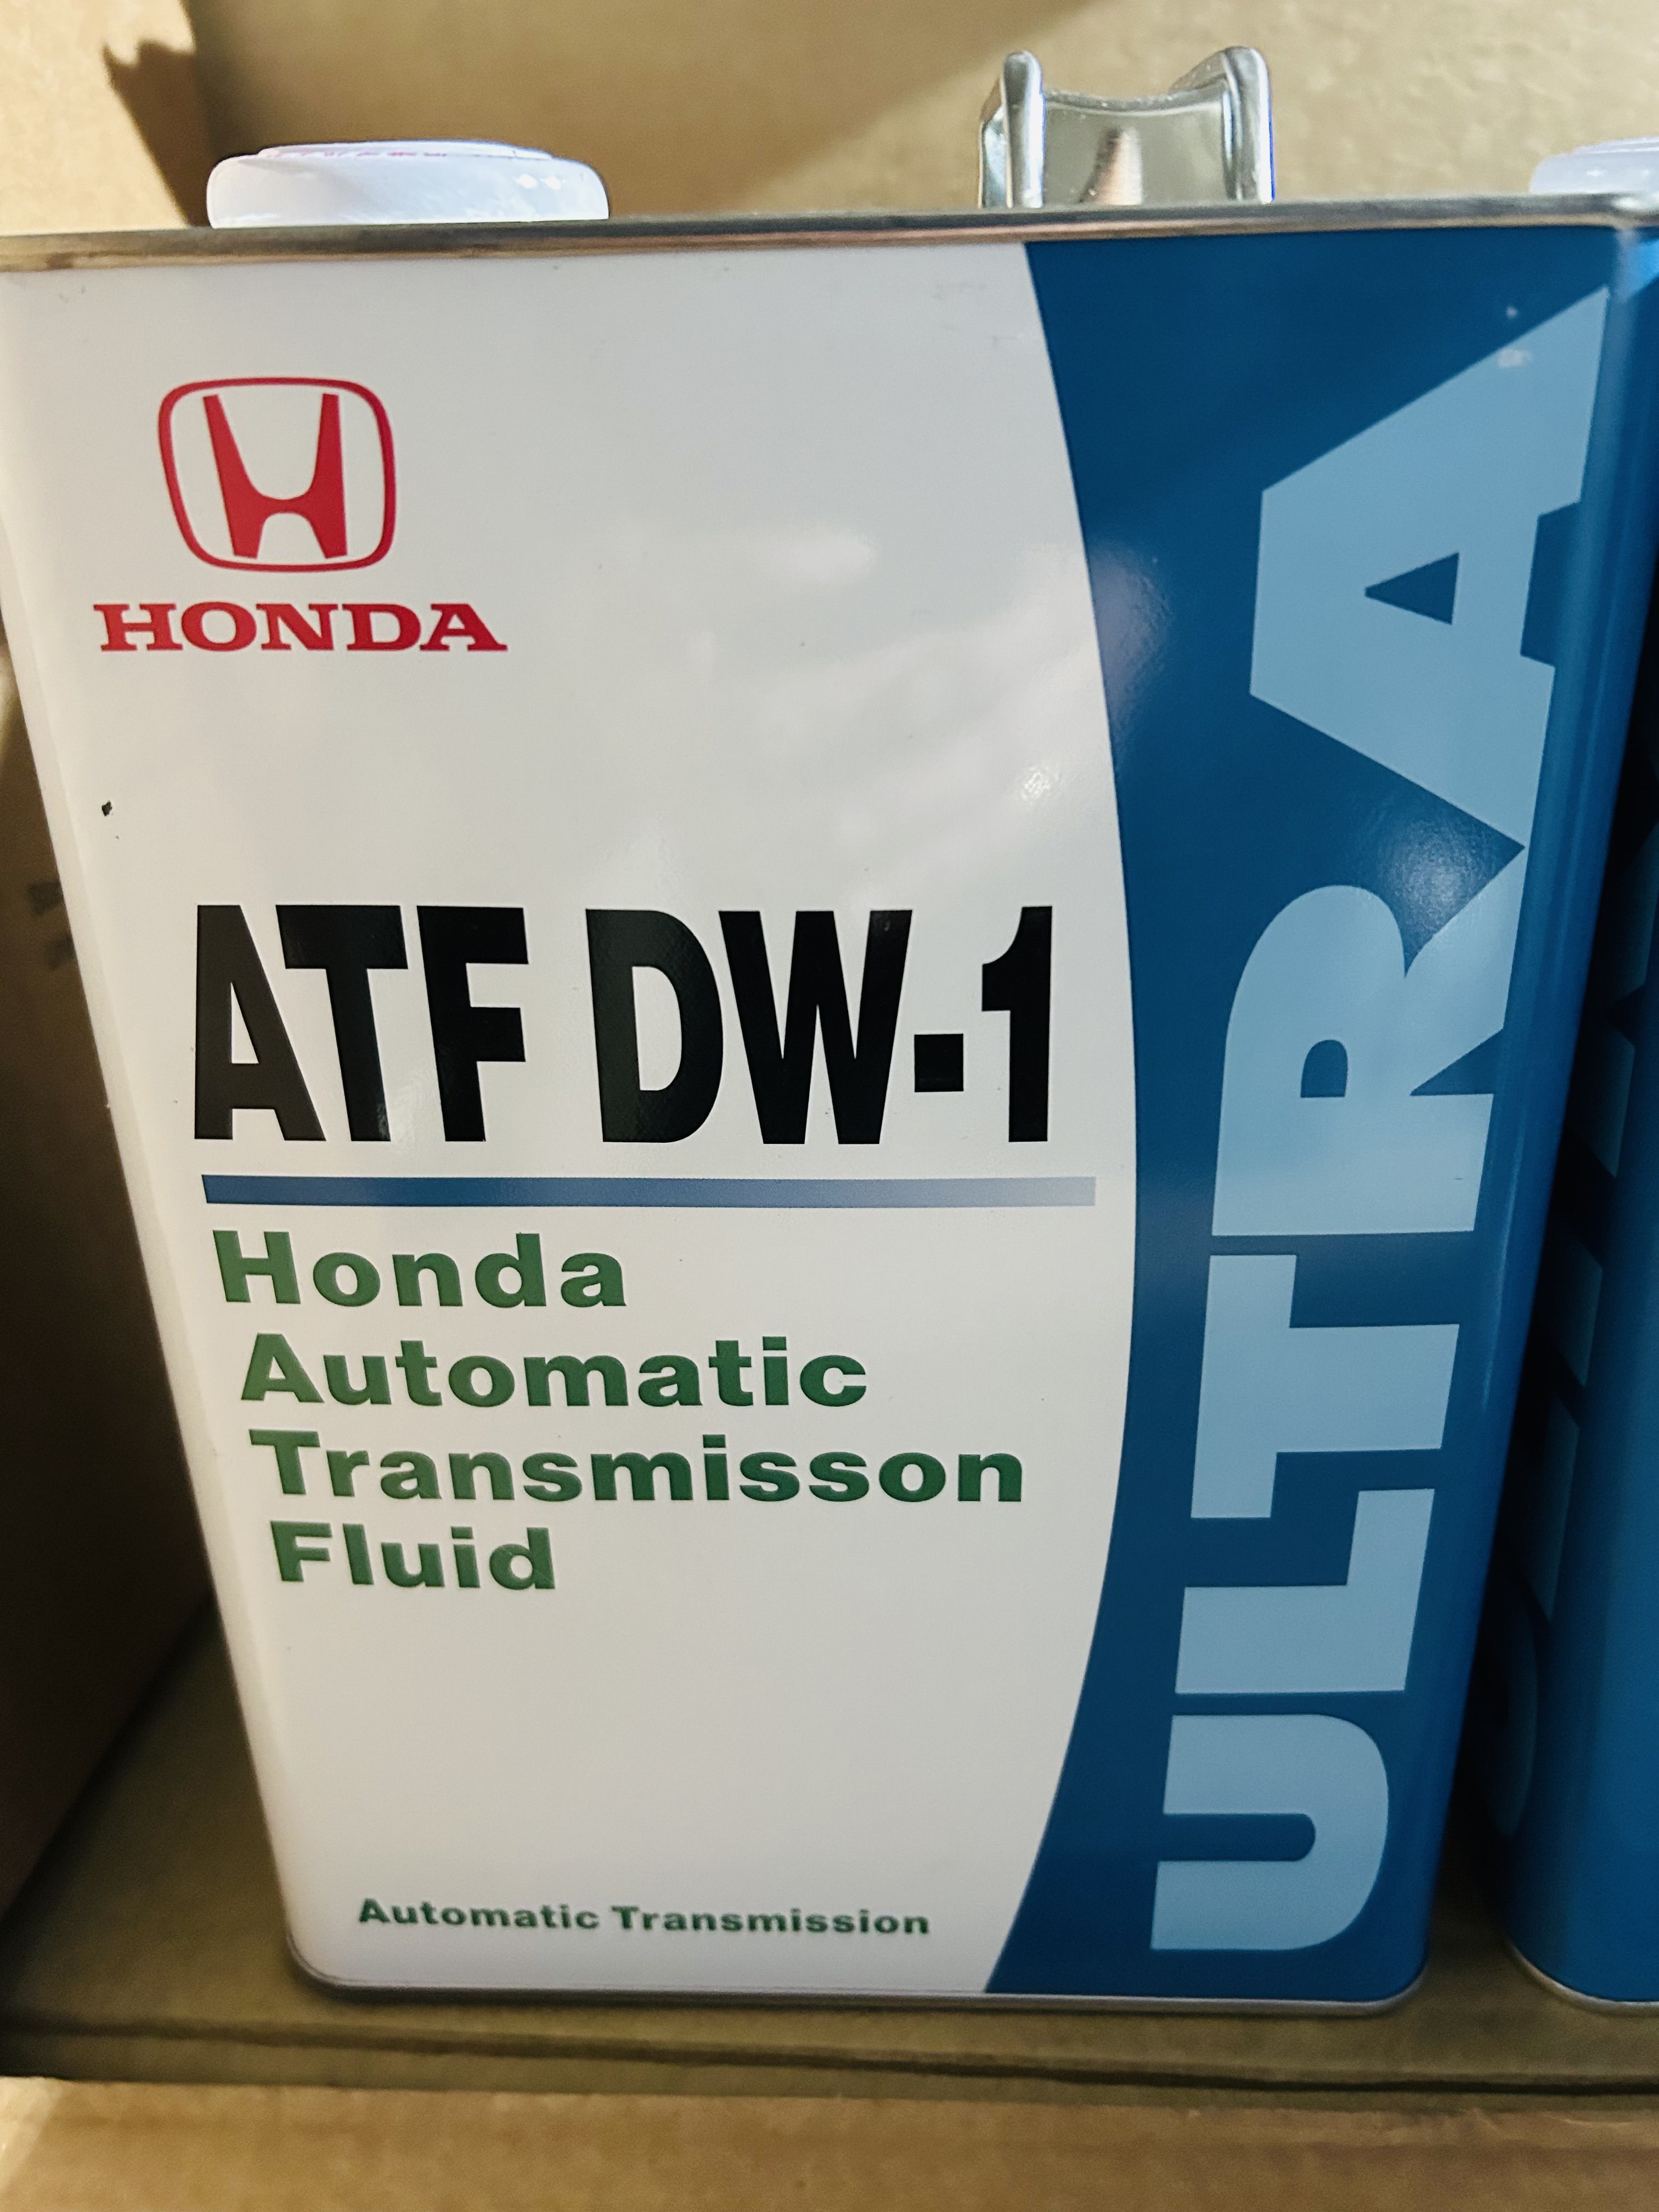 HONDA
ATF DW-1
Honda
Automatic
Transmisson
Fluid
Automatic Transmission
ULTRA